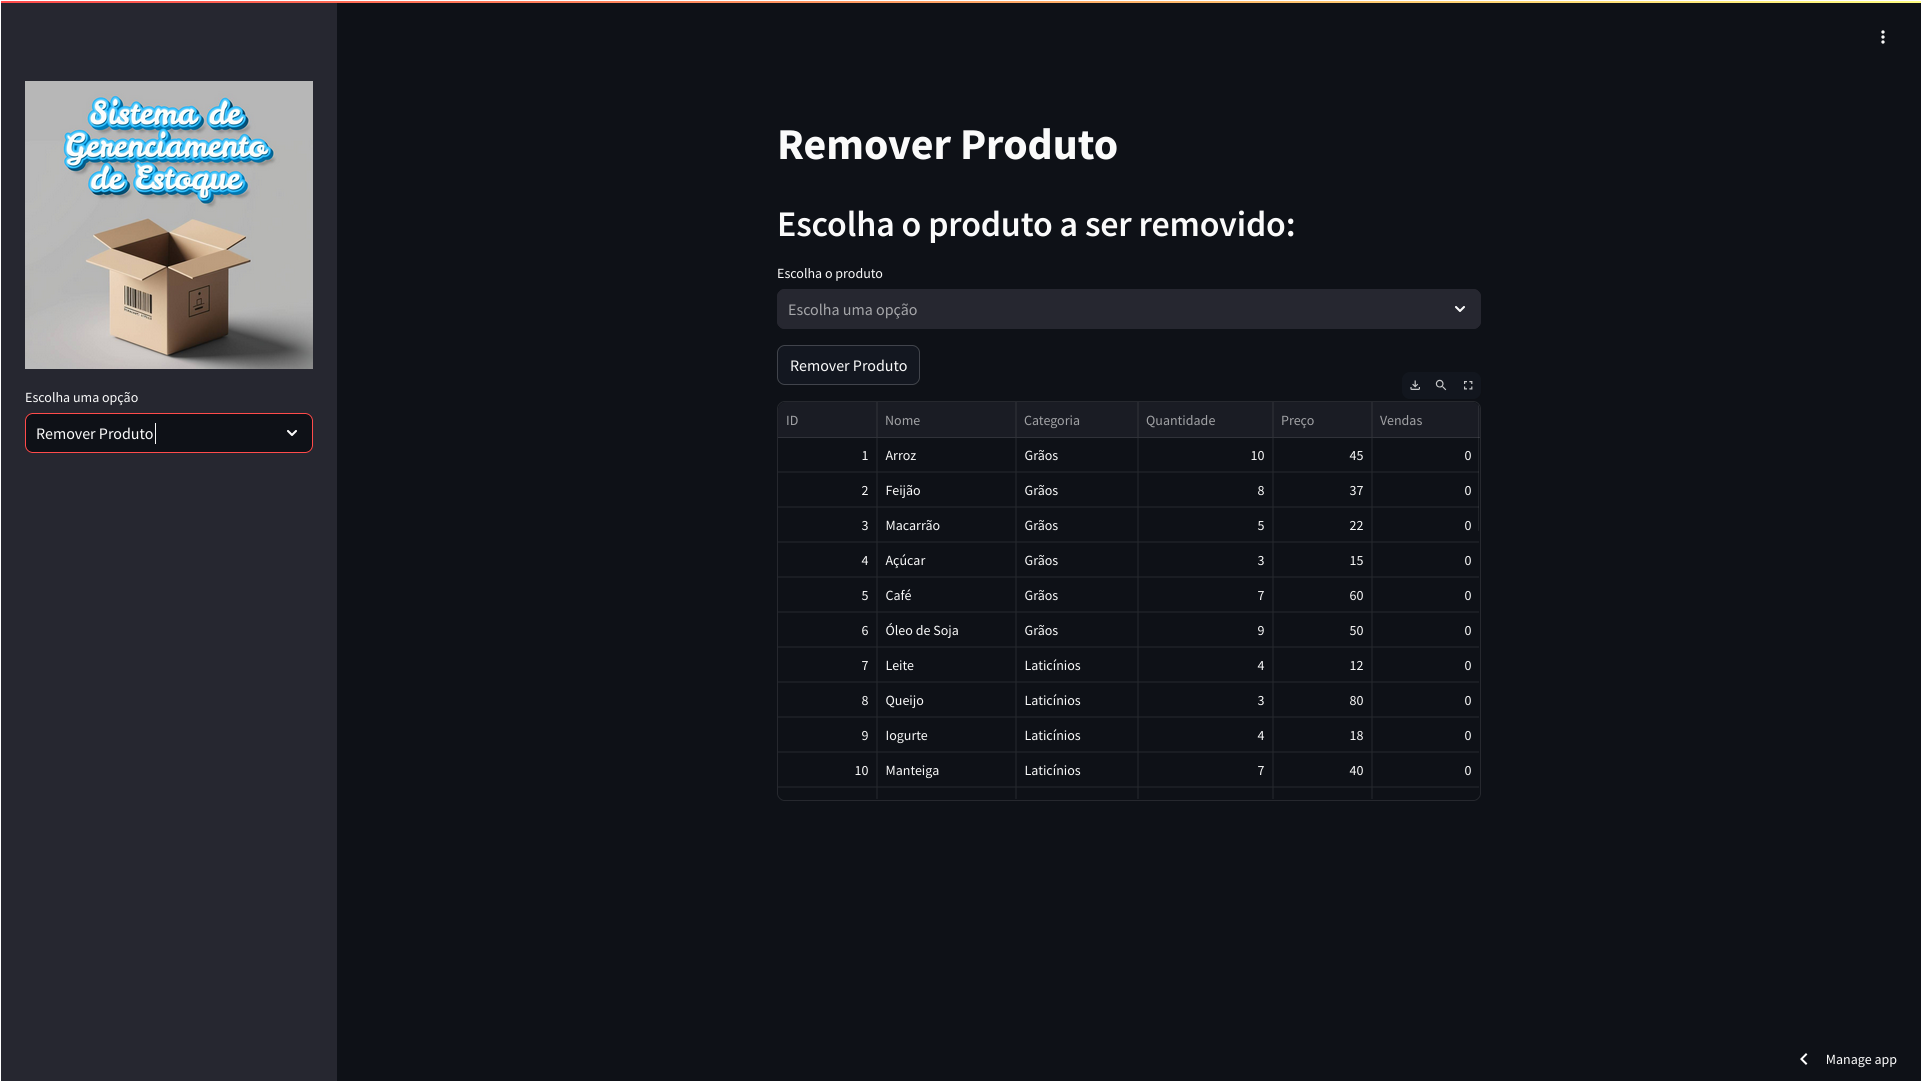 Sistema de
Gerenciamento
de Estoque
Escolha uma opção
Remover Produto
Remover Produto
Escolha o produto a ser removido:
Escolha o produto
Escolha uma opção
Remover Produto
ID Nome Categoria Quantidade Preço Vendas
1 Arroz Grãos 10 45 0
2 Feijão Grãos 8 37 0
3 Macarrão Grãos 5 22 0
4 Açúcar Grãos 3 15 0
5 Café Grãos 7 60 0
6 Óleo de Soja Grãos 9 50 0
7 Leite Laticínios 4 12 0
8 Queijo Laticínios 3 80 0
9 Iogurte Laticínios 4 18 0
10 Manteiga Laticínios 7 40 0
Manage app